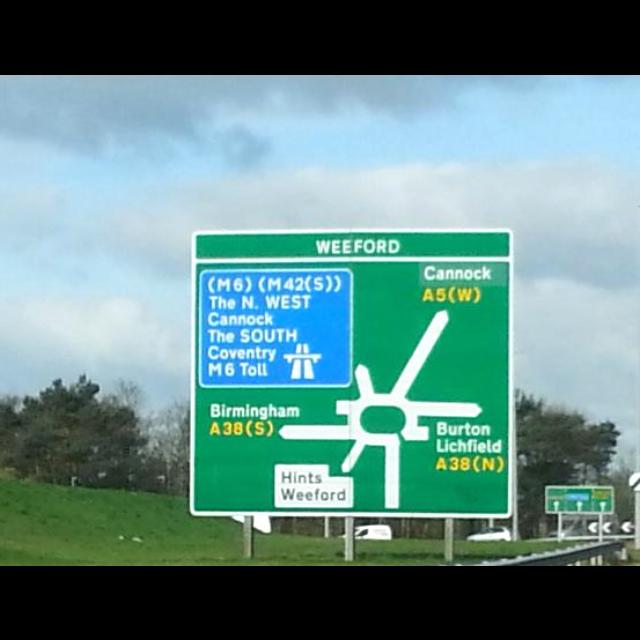 WEEFORD
(M6) (M42(S))
The N. WEST
Cannock
The SOUTH
Coventry
M6 Toll
Cannock
A5(W)
Birmingham
A38(S)
Burton
Lichfield
A38(N)
Hints
Weeford